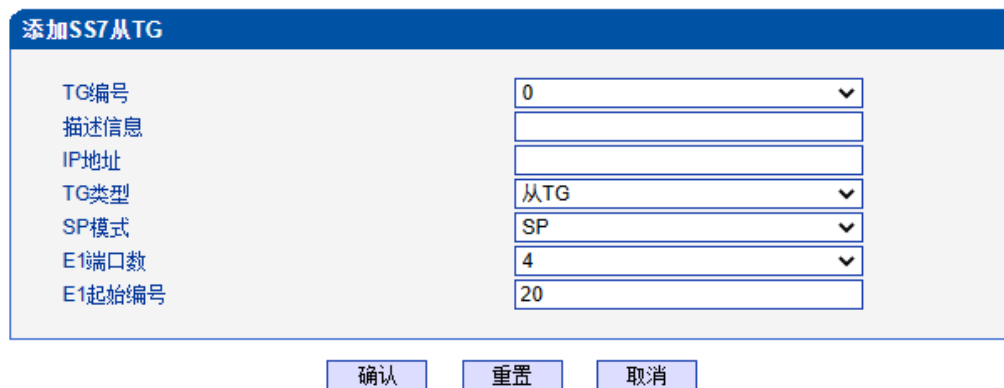 添加SS7从TG
TG编号 0
描述信息
IP地址
TG类型 从TG
SP模式 SP
E1端口数 4
E1起始编号 20
确认 重置 取消